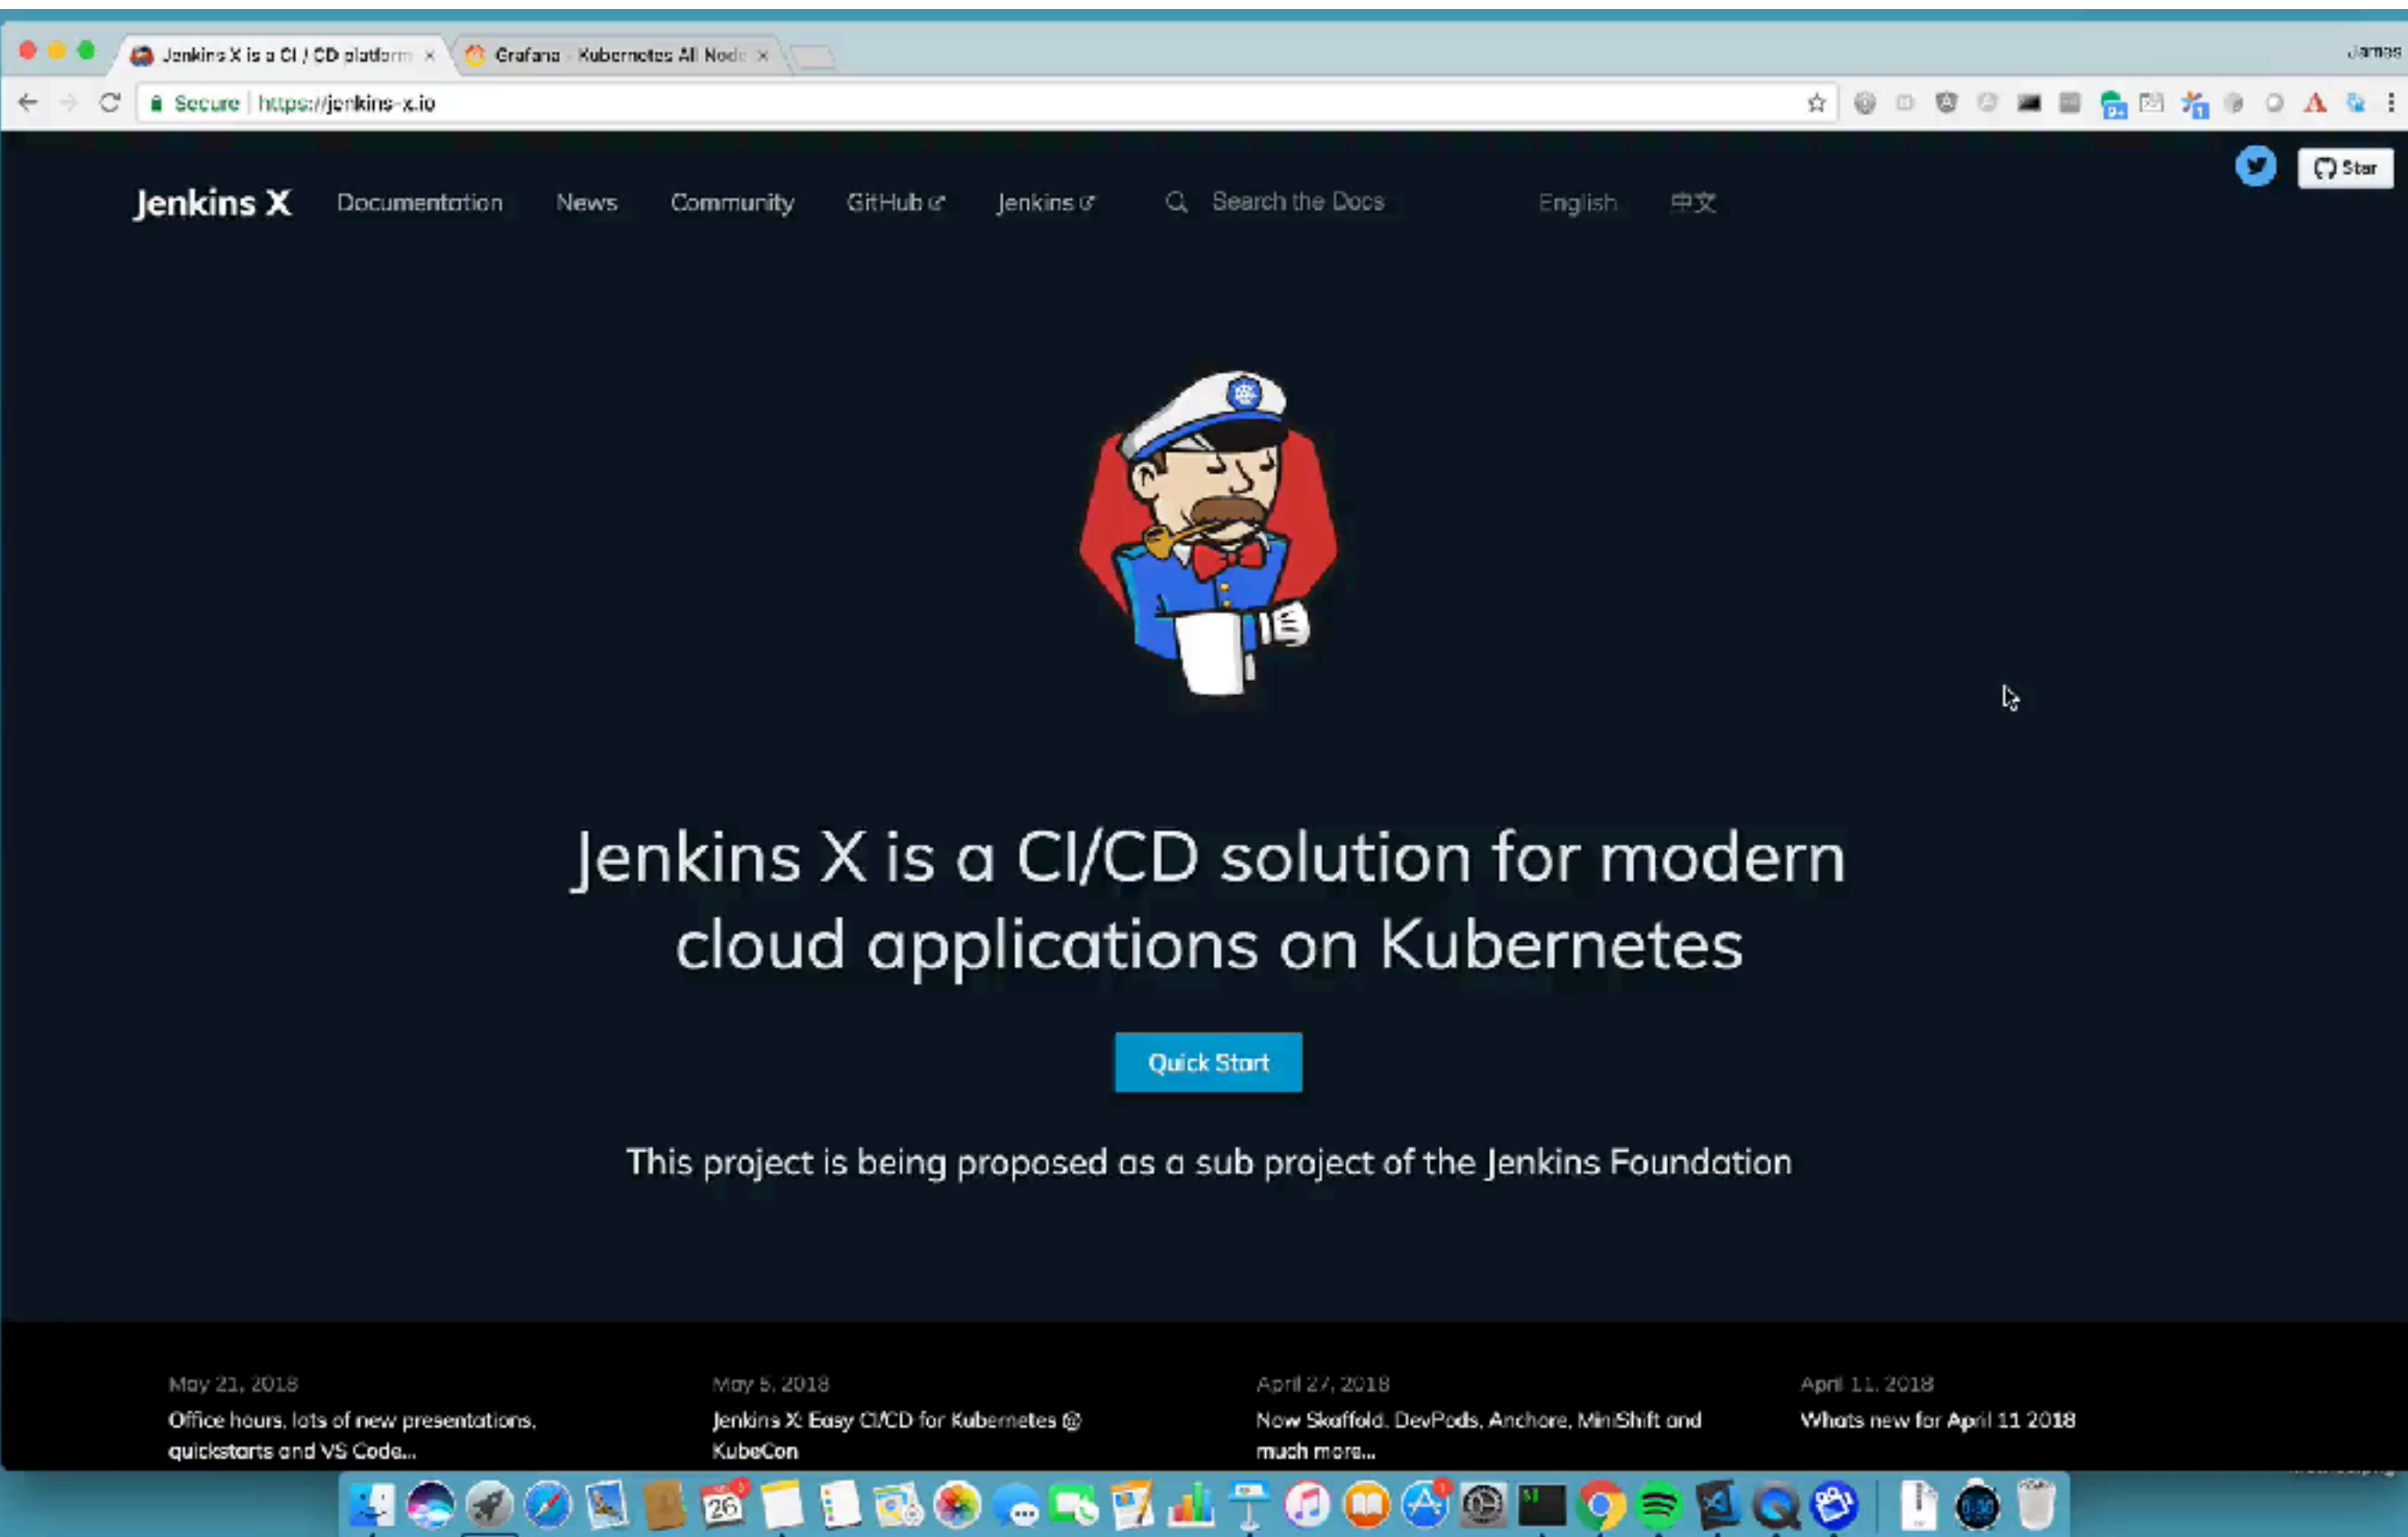 Jenkins X is a CI / CD platform
Grafana - Kubernetes All Node
James
Secure
https://jenkins-x.io
9+
1
Jenkins X
Documentation
News
Community
GitHub
Jenkins
Search the Docs
English
中文
Star
Jenkins X is a CI/CD solution for modern
cloud applications on Kubernetes
Quick Start
This project is being proposed as a sub project of the Jenkins Foundation
May 21, 2018
Office hours, lots of new presentations,
quickstarts and VS Code...
May 5, 2018
Jenkins X: Easy CI/CD for Kubernetes @
KubeCon
April 27, 2018
Now Skaffold, DevPods, Anchore, MiniShift and
much more...
April 11, 2018
Whats new for April 11 2018
26